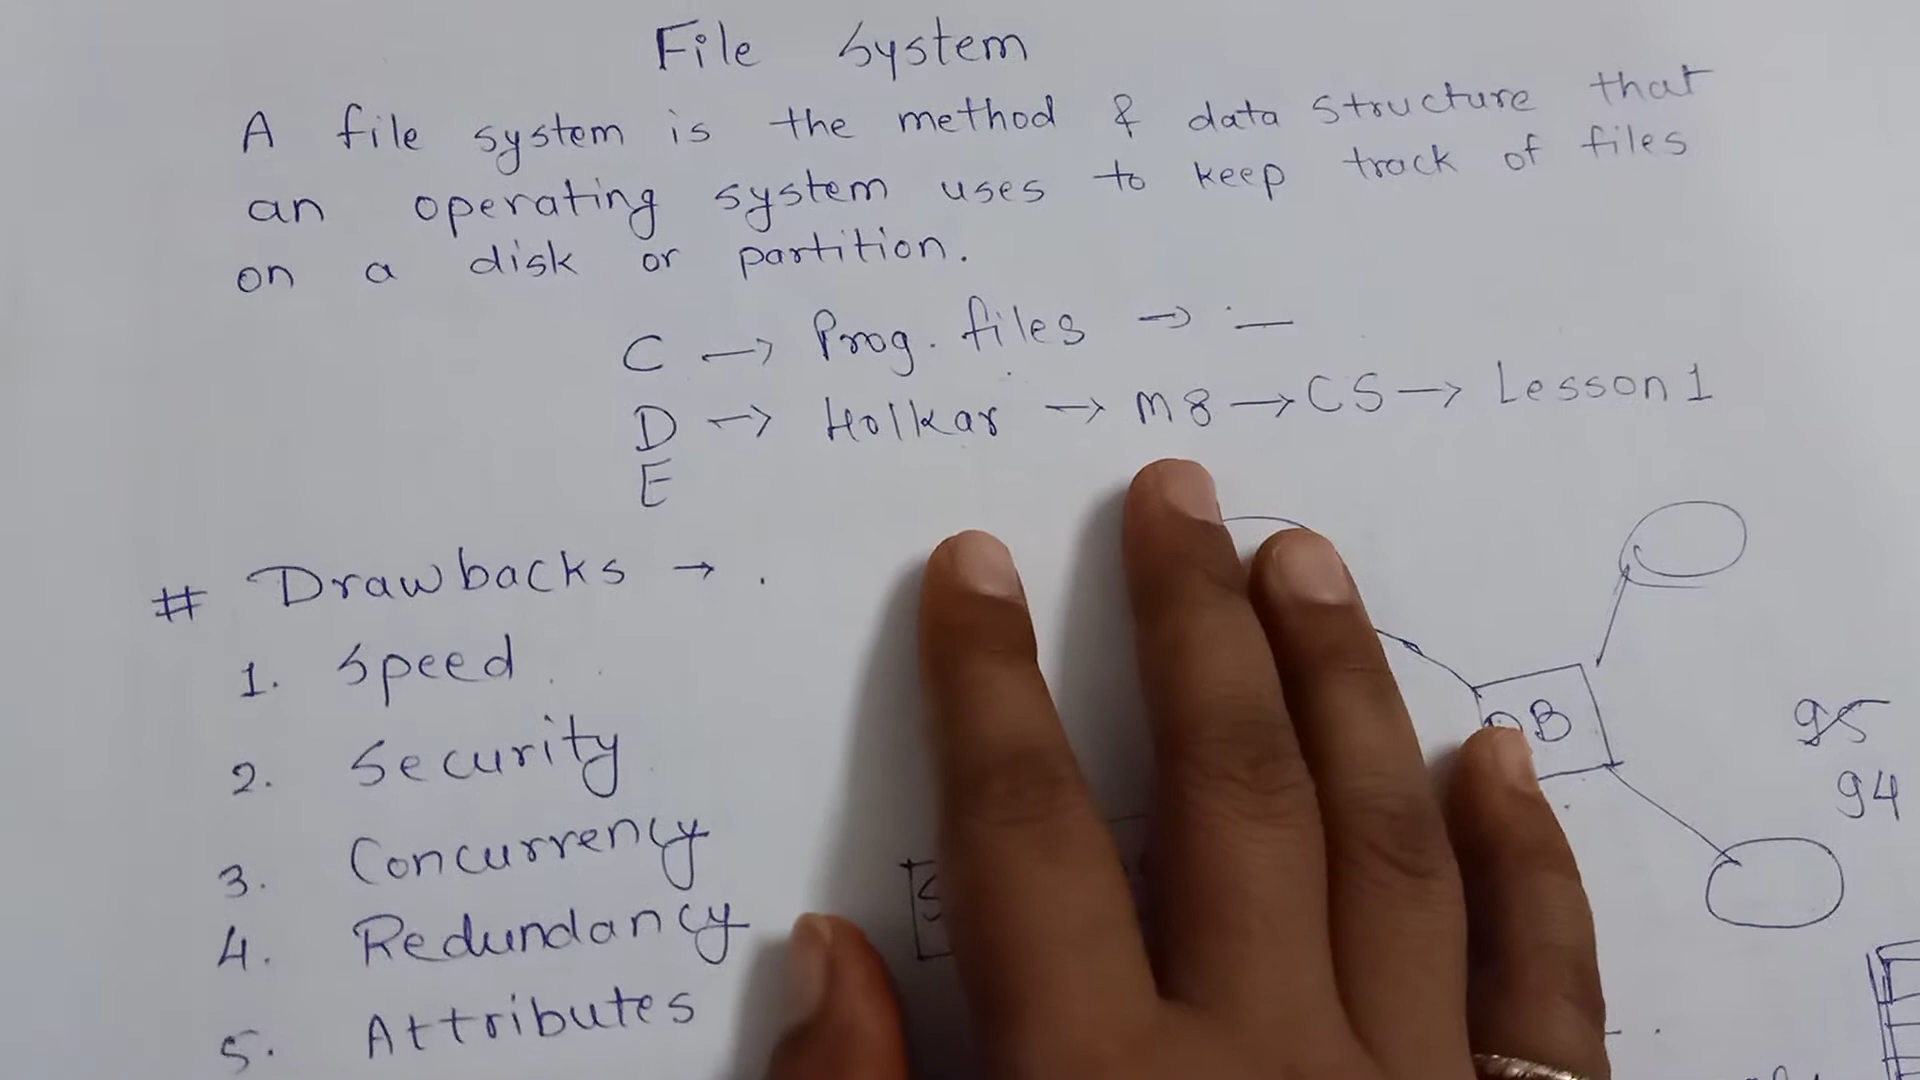 File System
A file system is the method & data structure that
an operating system uses to keep track of files
on a disk or partition.
C → Prog. files → —
D → Holkar → M8 → CS → Lesson 1
E
# Drawbacks → .
1. Speed
2. Security
3. Concurrency
4. Redundancy
5. Attributes
DB
95
94